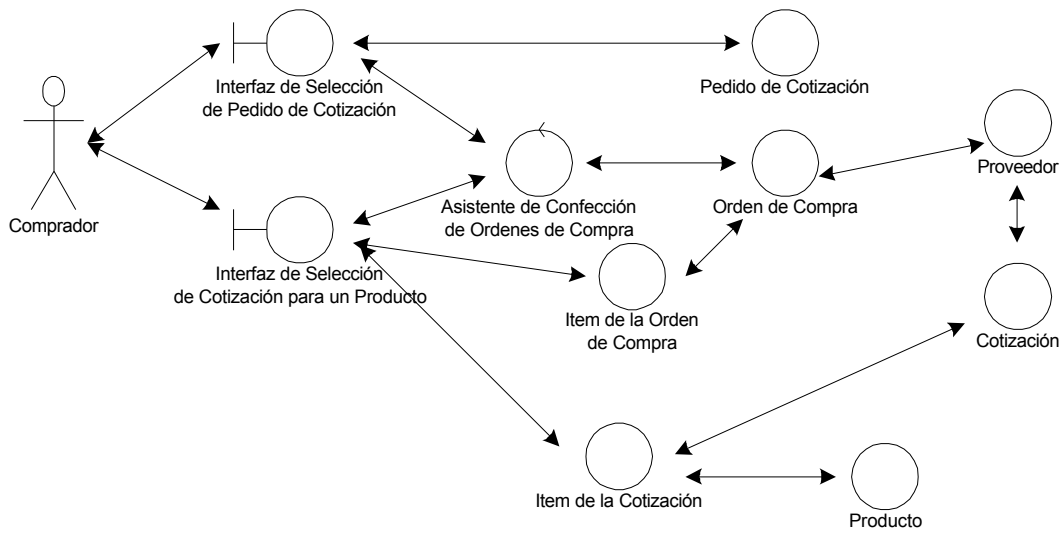 Interfaz de Selección
de Pedido de Cotización
Pedido de Cotización
Comprador
Asistente de Confección
de Ordenes de Compra
Orden de Compra
Proveedor
Interfaz de Selección
de Cotización para un Producto
Item de la Orden
de Compra
Cotización
Item de la Cotización
Producto